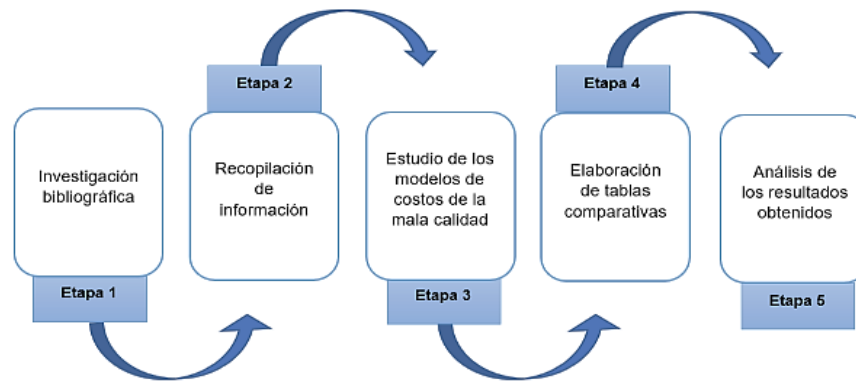 Investigación
bibliográfica
Etapa 1
Etapa 2
Recopilación
de
información
Estudio de los
modelos de
costos de la
mala calidad
Etapa 3
Etapa 4
Elaboración
de tablas
comparativas
Análisis de
los resultados
obtenidos
Etapa 5